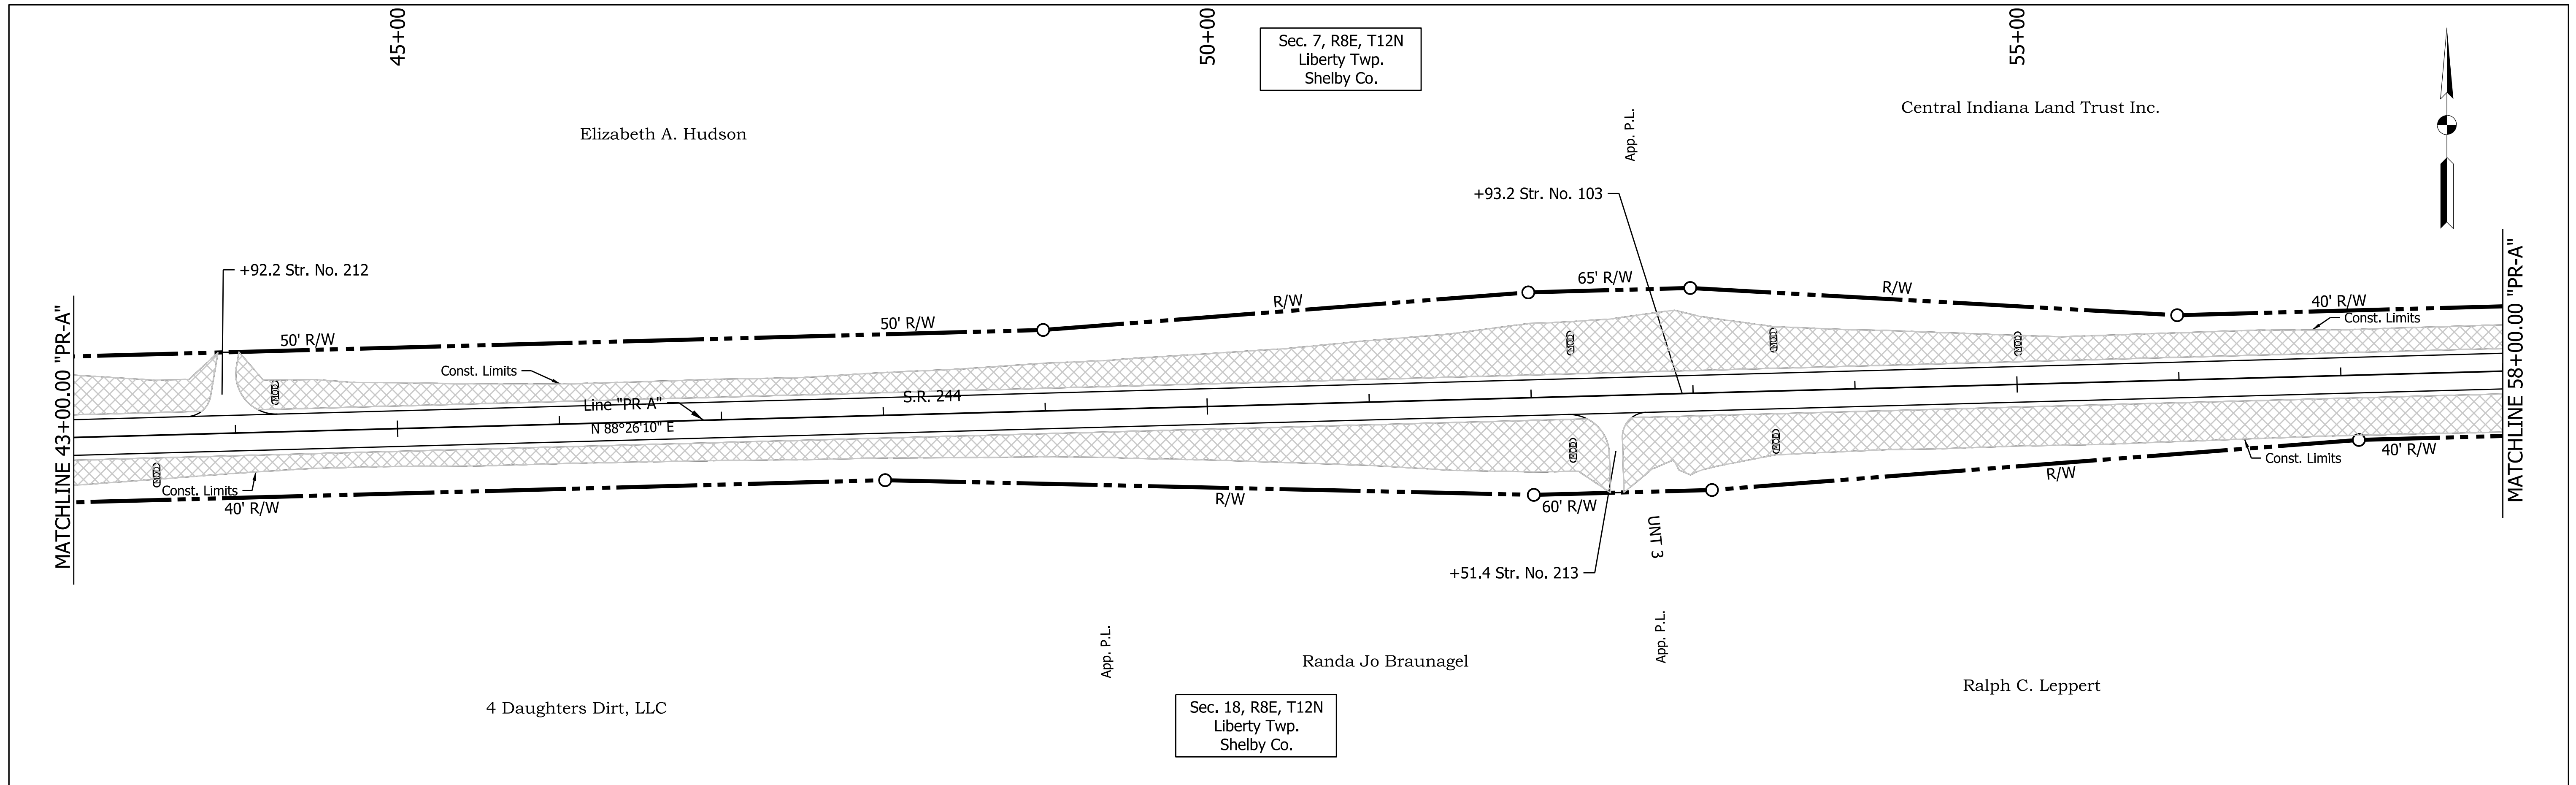 45+00
50+00
55+00
Sec. 7, R8E, T12N
Liberty Twp.
Shelby Co.
Elizabeth A. Hudson
App. P.L.
Central Indiana Land Trust Inc.
+93.2 Str. No. 103
+92.2 Str. No. 212
MATCHLINE 43+00.00 "PR-A"
MATCHLINE 58+00.00 "PR-A"
50' R/W
50' R/W
R/W
65' R/W
R/W
40' R/W
Const. Limits
Const. Limits
Line "PR A"
S.R. 244
N 88°26'10" E
Const. Limits
40' R/W
R/W
60' R/W
R/W
Const. Limits
40' R/W
UNT 3
+51.4 Str. No. 213
App. P.L.
App. P.L.
Randa Jo Braunagel
Ralph C. Leppert
4 Daughters Dirt, LLC
Sec. 18, R8E, T12N
Liberty Twp.
Shelby Co.